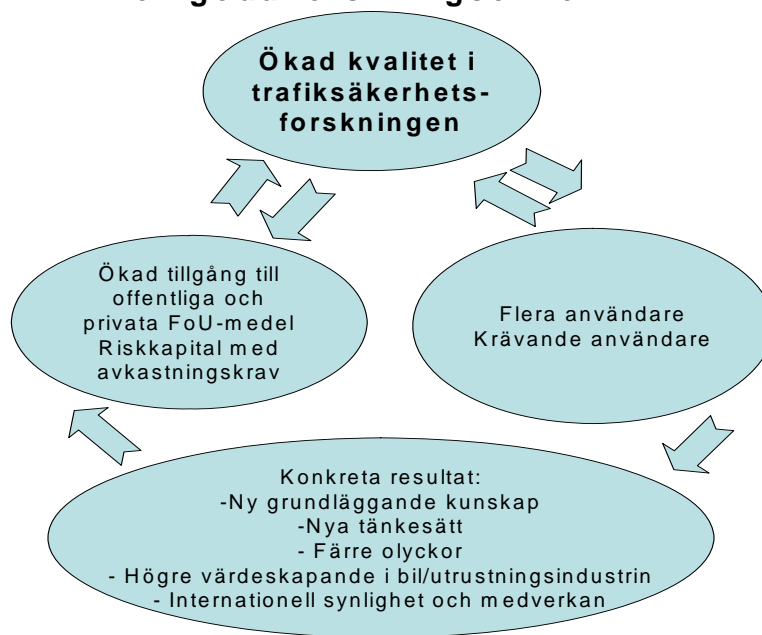 Ökad kvalitet i
trafiksäkerhets-
forskningen
Ökad tillgång till
offentliga och
privata FoU-medel
Riskkapital med
avkastningskrav
Flera användare
Krävande användare
Konkreta resultat:
-Ny grundläggande kunskap
-Nya tänkesätt
- Färre olyckor
- Högre värdeskapande i bil/utrustningsindustrin
- Internationell synlighet och medverkan